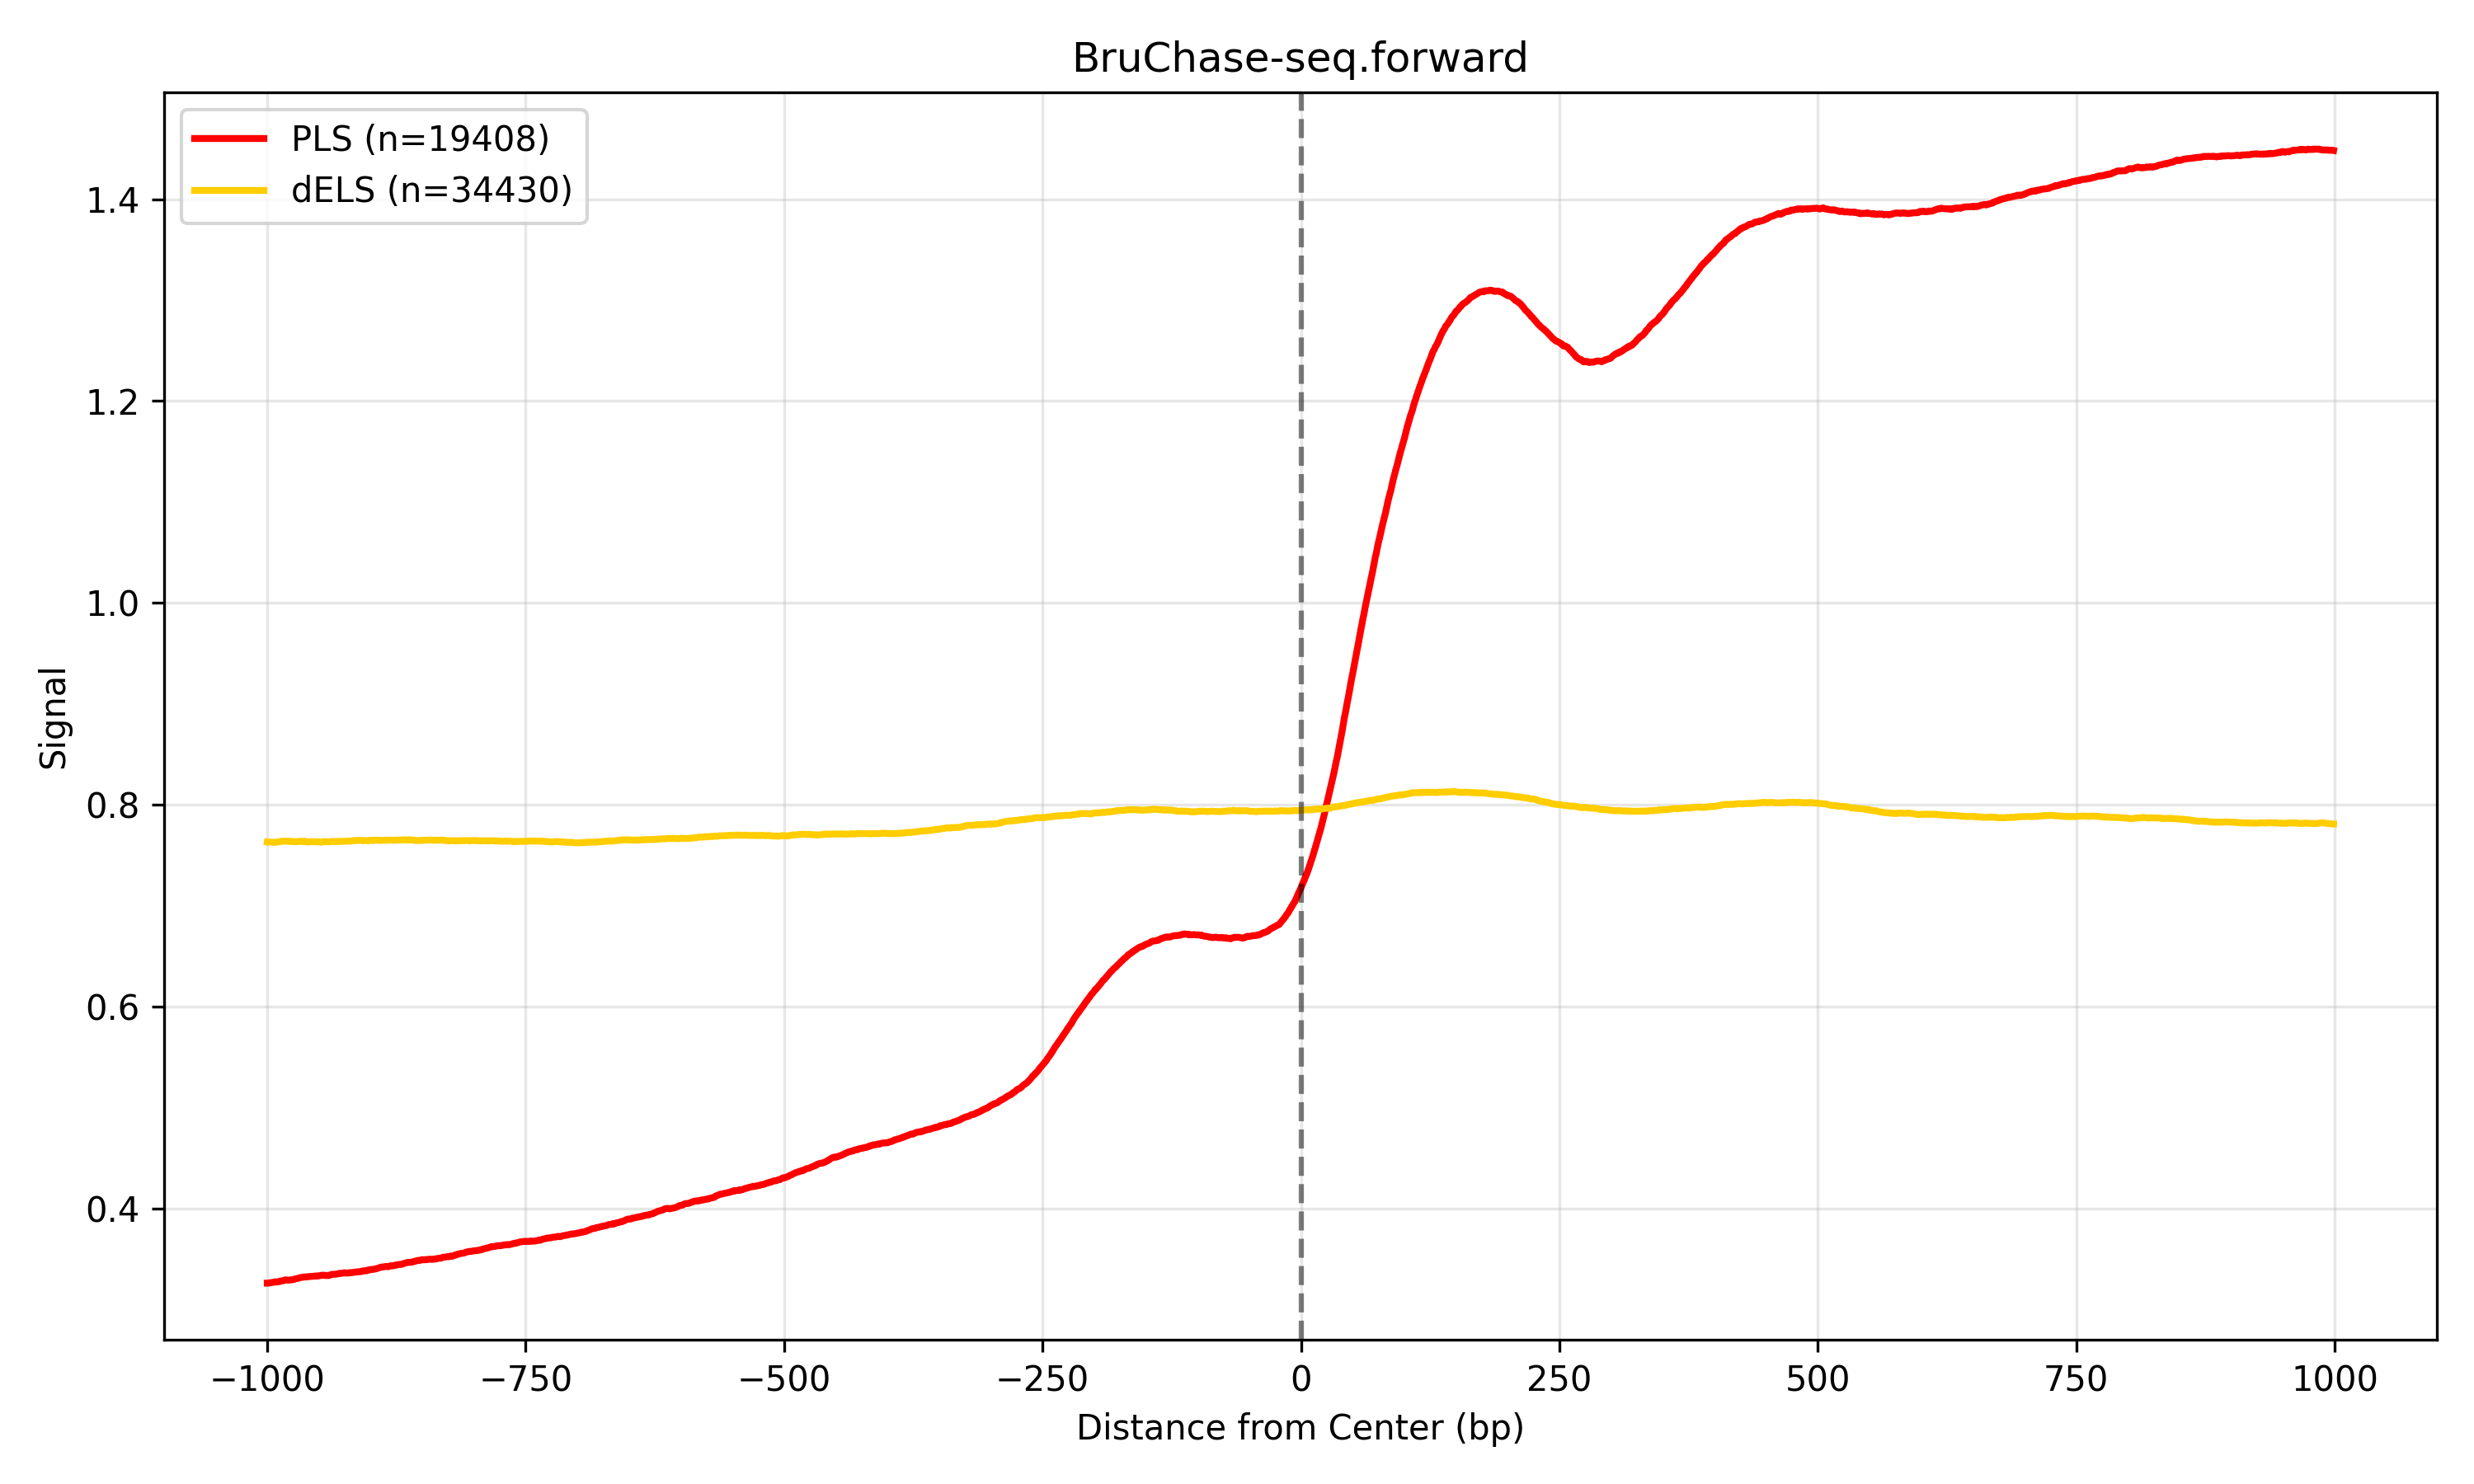 BruChase-seq.forward
PLS (n=19408)
dELS (n=34430)
Signal
1.4
1.2
1.0
0.8
0.6
0.4
−1000 −750 −500 −250 0 250 500 750 1000
Distance from Center (bp)